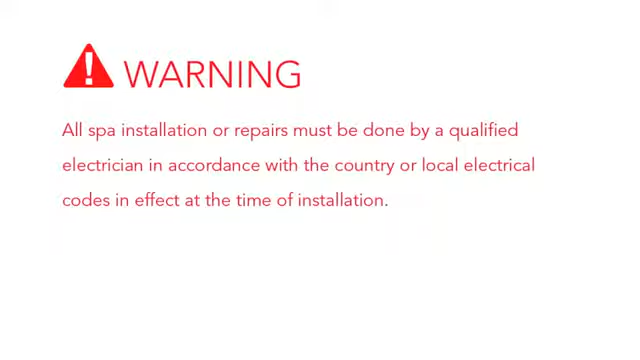 WARNING
All spa installation or repairs must be done by a qualified
electrician in accordance with the country or local electrical
codes in effect at the time of installation.